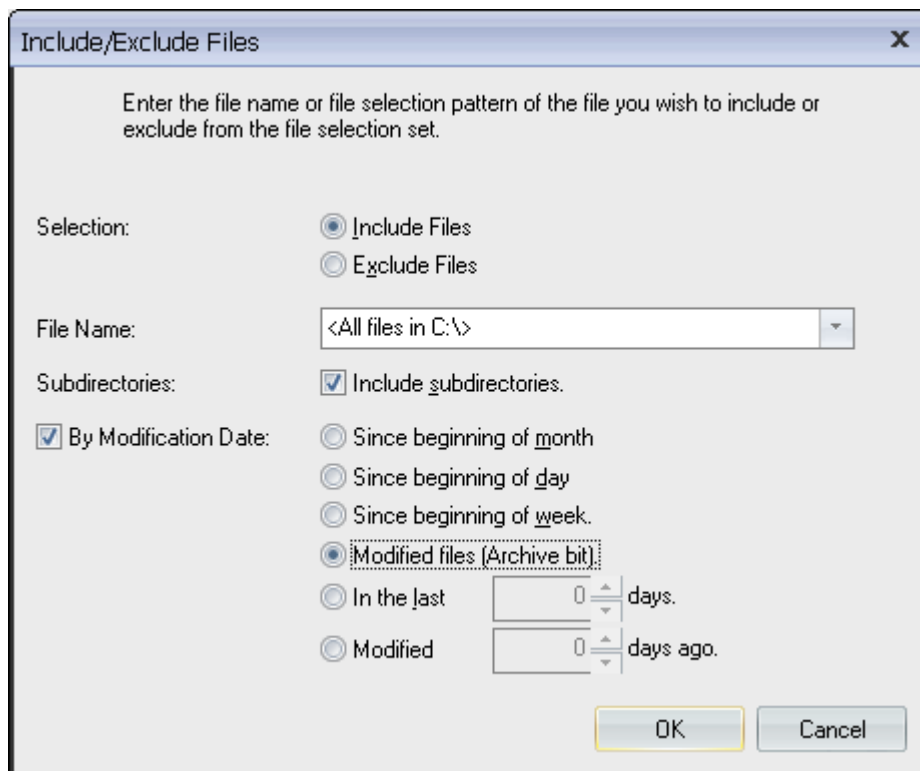 Include/Exclude Files
Enter the file name or file selection pattern of the file you wish to include or
exclude from the file selection set.
Selection:
Include Files
Exclude Files
File Name:
<All files in C:\>
Subdirectories:
Include subdirectories.
By Modification Date:
Since beginning of month
Since beginning of day
Since beginning of week.
Modified files (Archive bit).
In the last 0 days.
Modified 0 days ago.
OK Cancel